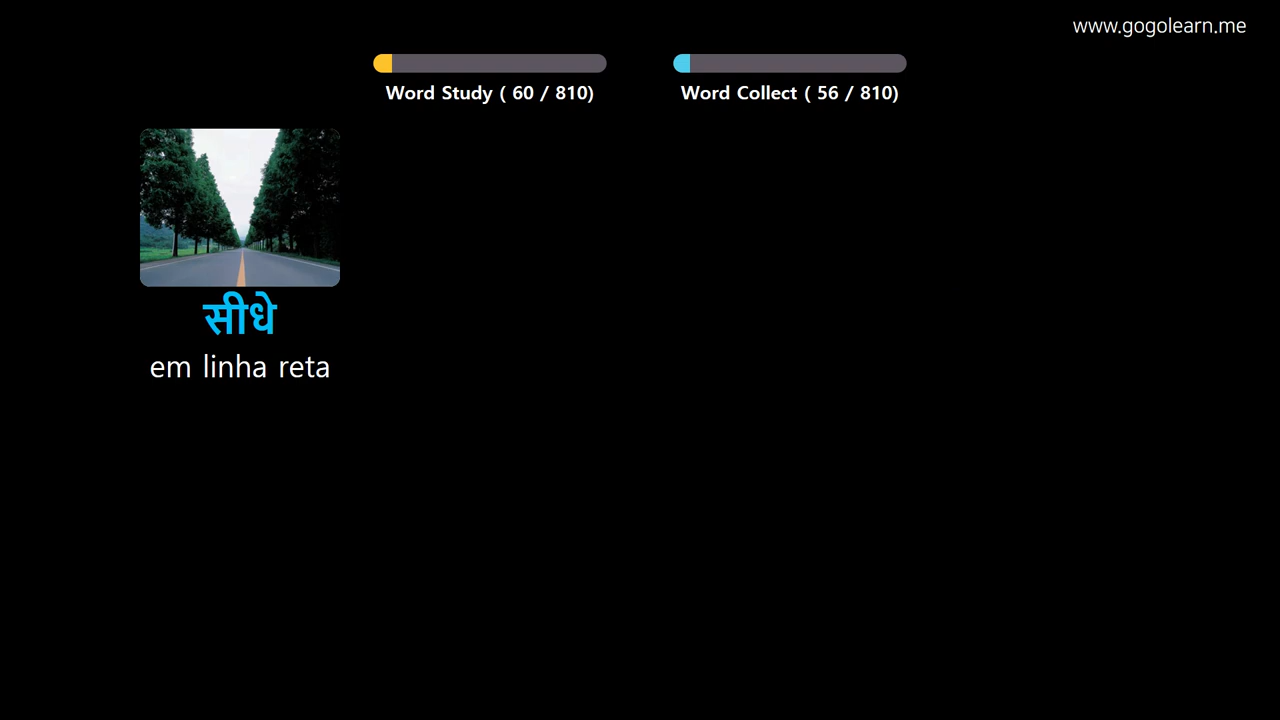 www.gogolearn.me
Word Study ( 60 / 810)
Word Collect ( 56 / 810)
सीधे
em linha reta